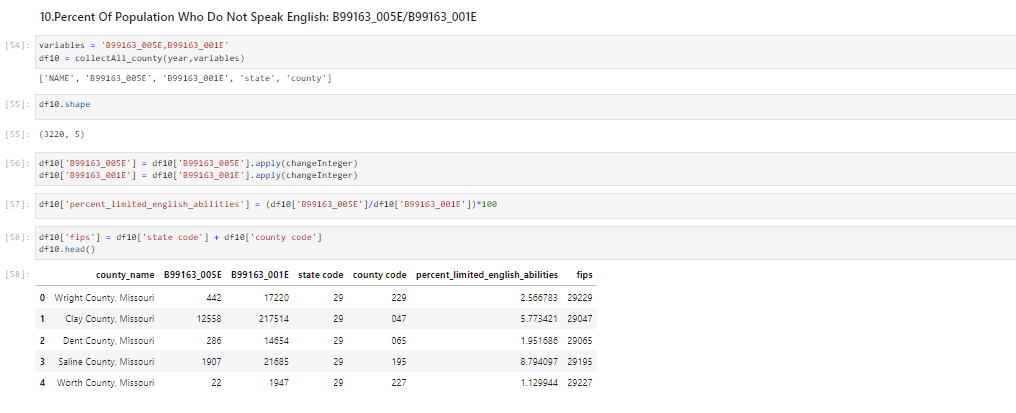 10.Percent Of Population Who Do Not Speak English: B99163_005E/B99163_001E
[54]: variables = 'B99163_005E,B99163_001E'
df10 = collectAll_county(year,variables)
['NAME', 'B99163_005E', 'B99163_001E', 'state', 'county']
[55]: df10.shape
[55]: (3220, 5)
[56]: df10['B99163_005E'] = df10['B99163_005E'].apply(changeInteger)
df10['B99163_001E'] = df10['B99163_001E'].apply(changeInteger)
[57]: df10['percent_limited_english_abilities'] = (df10['B99163_005E']/df10['B99163_001E'])*100
[58]: df10['fips'] = df10['state code'] + df10['county code']
df10.head()
[58]:
county_name B99163_005E B99163_001E state code county code percent_limited_english_abilities fips
0 Wright County, Missouri 442 17220 29 229 2.566783 29229
1 Clay County, Missouri 12558 217514 29 047 5.773421 29047
2 Dent County, Missouri 286 14654 29 065 1.951686 29065
3 Saline County, Missouri 1907 21685 29 195 8.794097 29195
4 Worth County, Missouri 22 1947 29 227 1.129944 29227